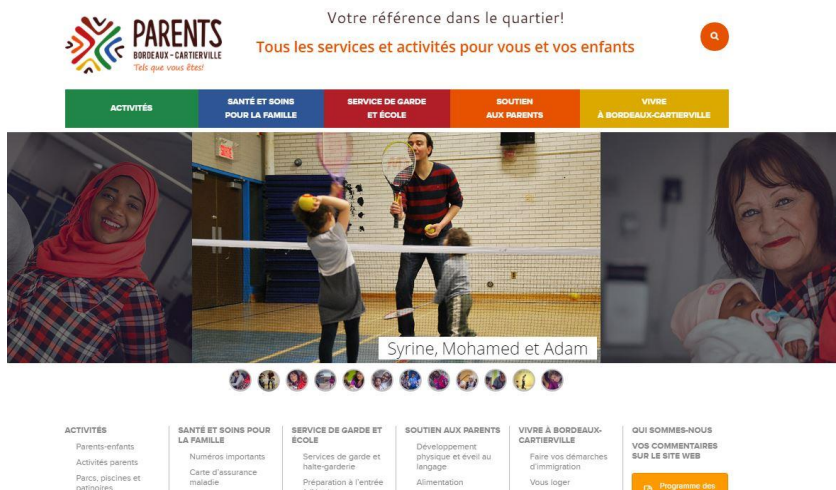 PARENTS
BORDEAUX - CARTIERVILLE
Tels que vous êtes!
Votre référence dans le quartier!
Tous les services et activités pour vous et vos enfants
ACTIVITÉS
SANTÉ ET SOINS
POUR LA FAMILLE
SERVICE DE GARDE
ET ÉCOLE
SOUTIEN
AUX PARENTS
VIVRE
À BORDEAUX-CARTIERVILLE
Syrine, Mohamed et Adam
ACTIVITÉS
Parents-enfants
Activités parents
Parcs, piscines et
patinoires
SANTÉ ET SOINS POUR
LA FAMILLE
Numéros importants
Carte d'assurance
maladie
SERVICE DE GARDE ET
ÉCOLE
Services de garde et
halte-garderie
Préparation à l'entrée
SOUTIEN AUX PARENTS
Développement
physique et éveil au
langage
Alimentation
VIVRE À BORDEAUX-
CARTIERVILLE
Faire vos démarches
d'immigration
Vous loger
QUI SOMMES-NOUS
VOS COMMENTAIRES
SUR LE SITE WEB
Programme des